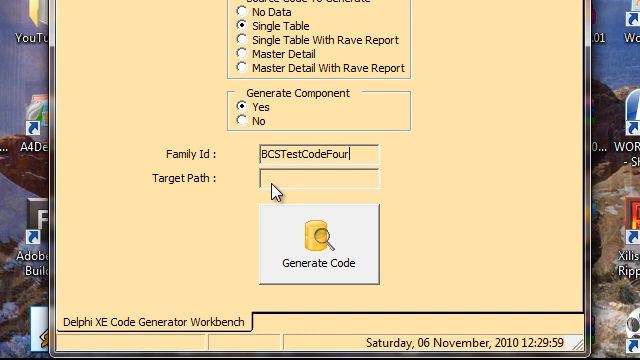 Source Code To Generate
YouTu
No Data
.01
Wo
Single Table
Single Table With Rave Report
Master Detail
Master Detail With Rave Report
Generate Component
Yes
No
A4De
0...
WOR
- SH
Family Id :
BCSTestCodeFour
Target Path :
Adobe
Build
Xilis
Ripp
Generate Code
Delphi XE Code Generator Workbench
Saturday, 06 November, 2010 12:29:59